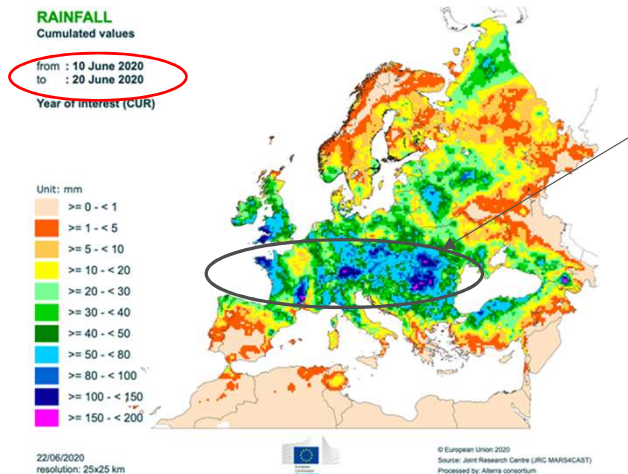 RAINFALL
Cumulated values
from : 10 June 2020
to : 20 June 2020
Year of interest (CUR)
Unit: mm
>= 0 - < 1
>= 1 - < 5
>= 5 - < 10
>= 10 - < 20
>= 20 - < 30
>= 30 - < 40
>= 40 - < 50
>= 50 - < 80
>= 80 - < 100
>= 100 - < 150
>= 150 - < 200
22/06/2020
resolution: 25x25 km
European
Commission
© European Union 2020
Source: Joint Research Centre (JRC MARS4CAST)
Processed by: Alterra consortium